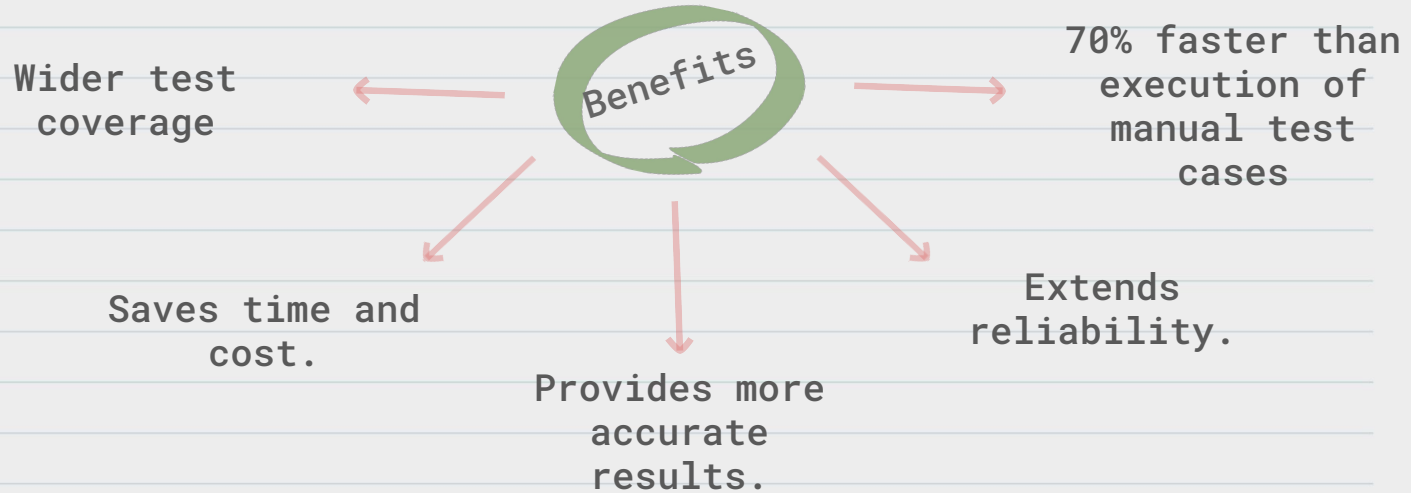 Benefits
Wider test
coverage
70% faster than
execution of
manual test
cases
Saves time and
cost.
Extends
reliability.
Provides more
accurate
results.